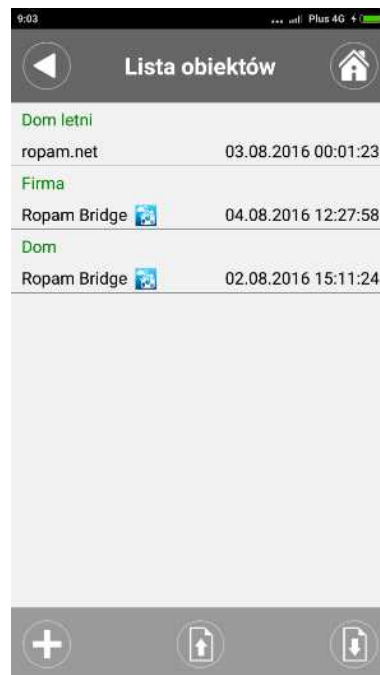 9:03 Plus 4G
Lista obiektów
Dom letni
ropam.net 03.08.2016 00:01:23
Firma
Ropam Bridge 04.08.2016 12:27:58
Dom
Ropam Bridge 02.08.2016 15:11:24